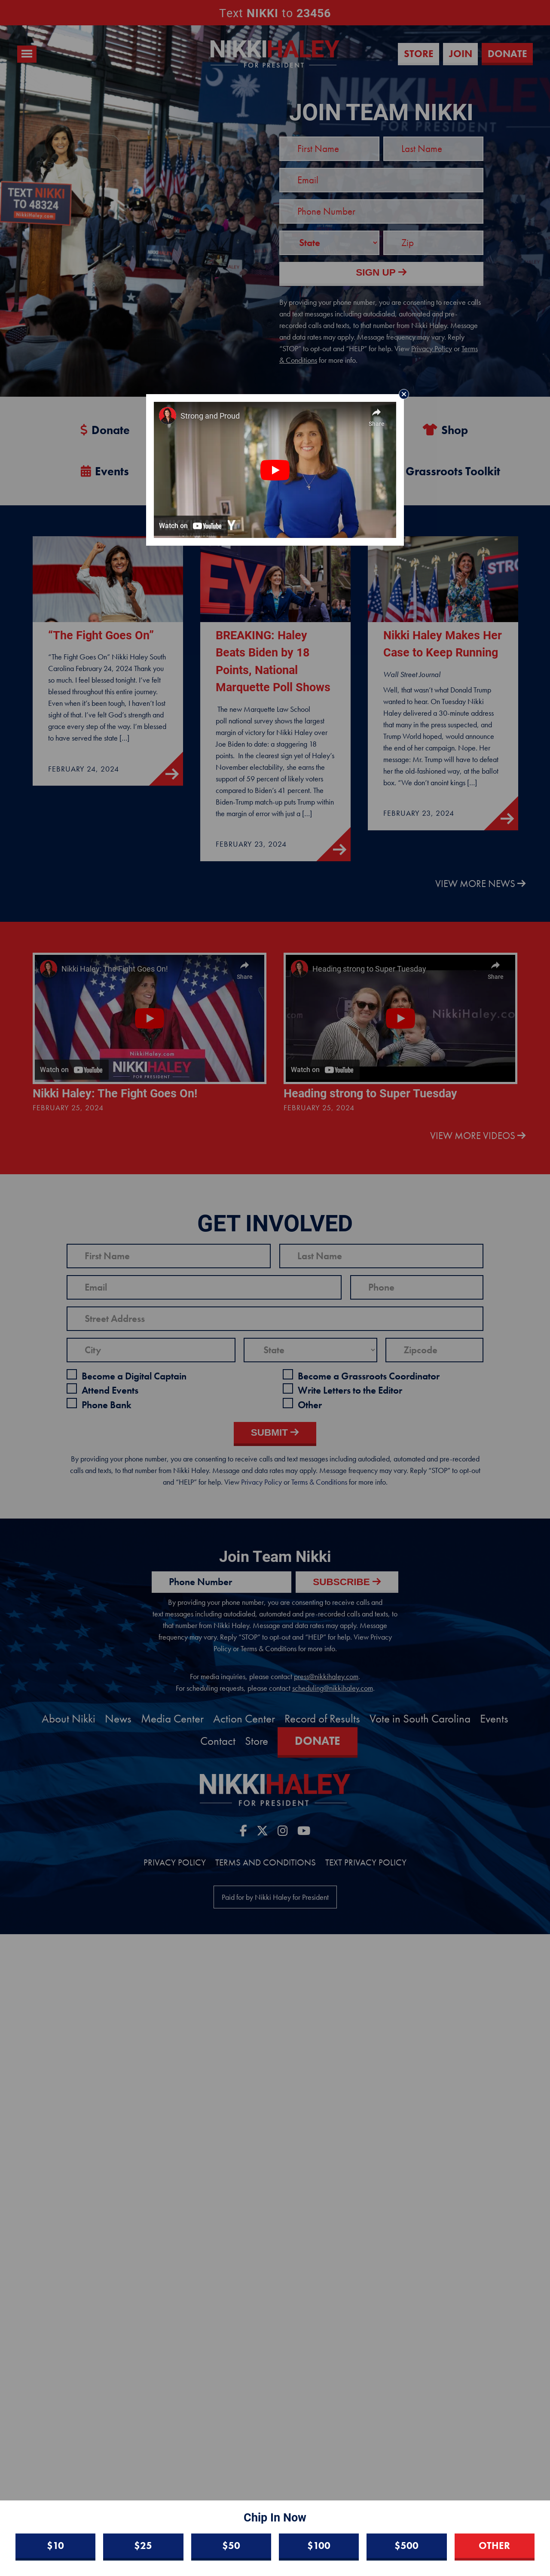 Text NIKKI to 23456
NIKKIHALEY
FOR PRESIDENT
STORE
JOIN
DONATE
TEXT NIKKI
TO 48324
NikkiHaley.com
JOIN TEAM NIKKI
First Name
Last Name
Email
Phone Number
State
Zip
SIGN UP
By providing your phone number, you are consenting to receive calls
and text messages including autodialed, automated and pre-
recorded calls and texts, to that number from Nikki Haley. Message
and data rates may apply. Message frequency may vary. Reply
“STOP” to opt-out and “HELP” for help. View Privacy Policy or Terms
& Conditions for more info.
Donate
Shop
Events
Grassroots Toolkit
Strong and Proud
Share
Watch on YouTube
“The Fight Goes On”
“The Fight Goes On” Nikki Haley South
Carolina February 24, 2024 Thank you
so much. I feel blessed tonight. I’ve felt
blessed throughout this entire journey.
Even when it’s been tough, I haven’t lost
sight of that. I’ve felt God’s strength and
grace every step of the way. I’m blessed
to have served the state [...]
FEBRUARY 24, 2024
BREAKING: Haley
Beats Biden by 18
Points, National
Marquette Poll Shows
The new Marquette Law School
poll national survey shows the largest
margin of victory for Nikki Haley over
Joe Biden to date: a staggering 18
points. In the clearest sign yet of Haley’s
November electability, she earns the
support of 59 percent of likely voters
compared to Biden’s 41 percent. The
Biden-Trump match-up puts Trump within
the margin of error with just a [...]
FEBRUARY 23, 2024
Nikki Haley Makes Her
Case to Keep Running
Wall Street Journal
Well, that wasn’t what Donald Trump
wanted to hear. On Tuesday Nikki
Haley delivered a 30-minute address
that many in the press suspected, and
Trump World hoped, would announce
the end of her campaign. Nope. Her
message: Mr. Trump will have to defeat
her the old-fashioned way, at the ballot
box. “We don’t anoint kings [...]
FEBRUARY 23, 2024
VIEW MORE NEWS
Nikki Haley: The Fight Goes On!
Share
NikkiHaley.com
NIKKIHALEY
FOR PRESIDENT
Watch on YouTube
Nikki Haley: The Fight Goes On!
FEBRUARY 25, 2024
Heading strong to Super Tuesday
Share
NikkiHaley.co
Watch on YouTube
Heading strong to Super Tuesday
FEBRUARY 25, 2024
VIEW MORE VIDEOS
GET INVOLVED
First Name
Last Name
Email
Phone
Street Address
City
State
Zipcode
Become a Digital Captain
Become a Grassroots Coordinator
Attend Events
Write Letters to the Editor
Phone Bank
Other
SUBMIT
By providing your phone number, you are consenting to receive calls and text messages including autodialed, automated and pre-recorded
calls and texts, to that number from Nikki Haley. Message and data rates may apply. Message frequency may vary. Reply “STOP” to opt-out
and “HELP” for help. View Privacy Policy or Terms & Conditions for more info.
Join Team Nikki
Phone Number
SUBSCRIBE
By providing your phone number, you are consenting to receive calls and
text messages including autodialed, automated and pre-recorded calls and texts, to
that number from Nikki Haley. Message and data rates may apply. Message
frequency may vary. Reply “STOP” to opt-out and “HELP” for help. View Privacy
Policy or Terms & Conditions for more info.
For media inquiries, please contact press@nikkihaley.com.
For scheduling requests, please contact scheduling@nikkihaley.com.
About Nikki News Media Center Action Center Record of Results Vote in South Carolina Events
Contact Store DONATE
NIKKIHALEY
FOR PRESIDENT
PRIVACY POLICY TERMS AND CONDITIONS TEXT PRIVACY POLICY
Paid for by Nikki Haley for President
Chip In Now
$10
$25
$50
$100
$500
OTHER